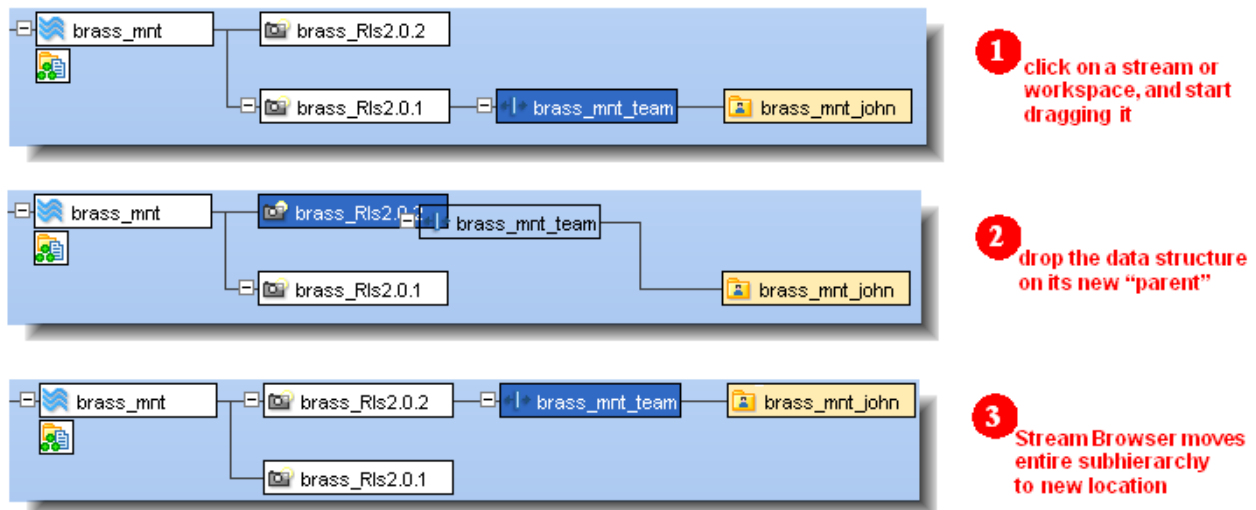 brass_mnt
brass_Rls2.0.2
brass_Rls2.0.1
brass_mnt_team
brass_mnt_john
1
click on a stream or
workspace, and start
dragging it
brass_mnt
brass_Rls2.0.2
brass_mnt_team
brass_Rls2.0.1
brass_mnt_john
2
drop the data structure
on its new “parent”
brass_mnt
brass_Rls2.0.2
brass_mnt_team
brass_mnt_john
brass_Rls2.0.1
3
Stream Browser moves
entire subhierarchy
to new location